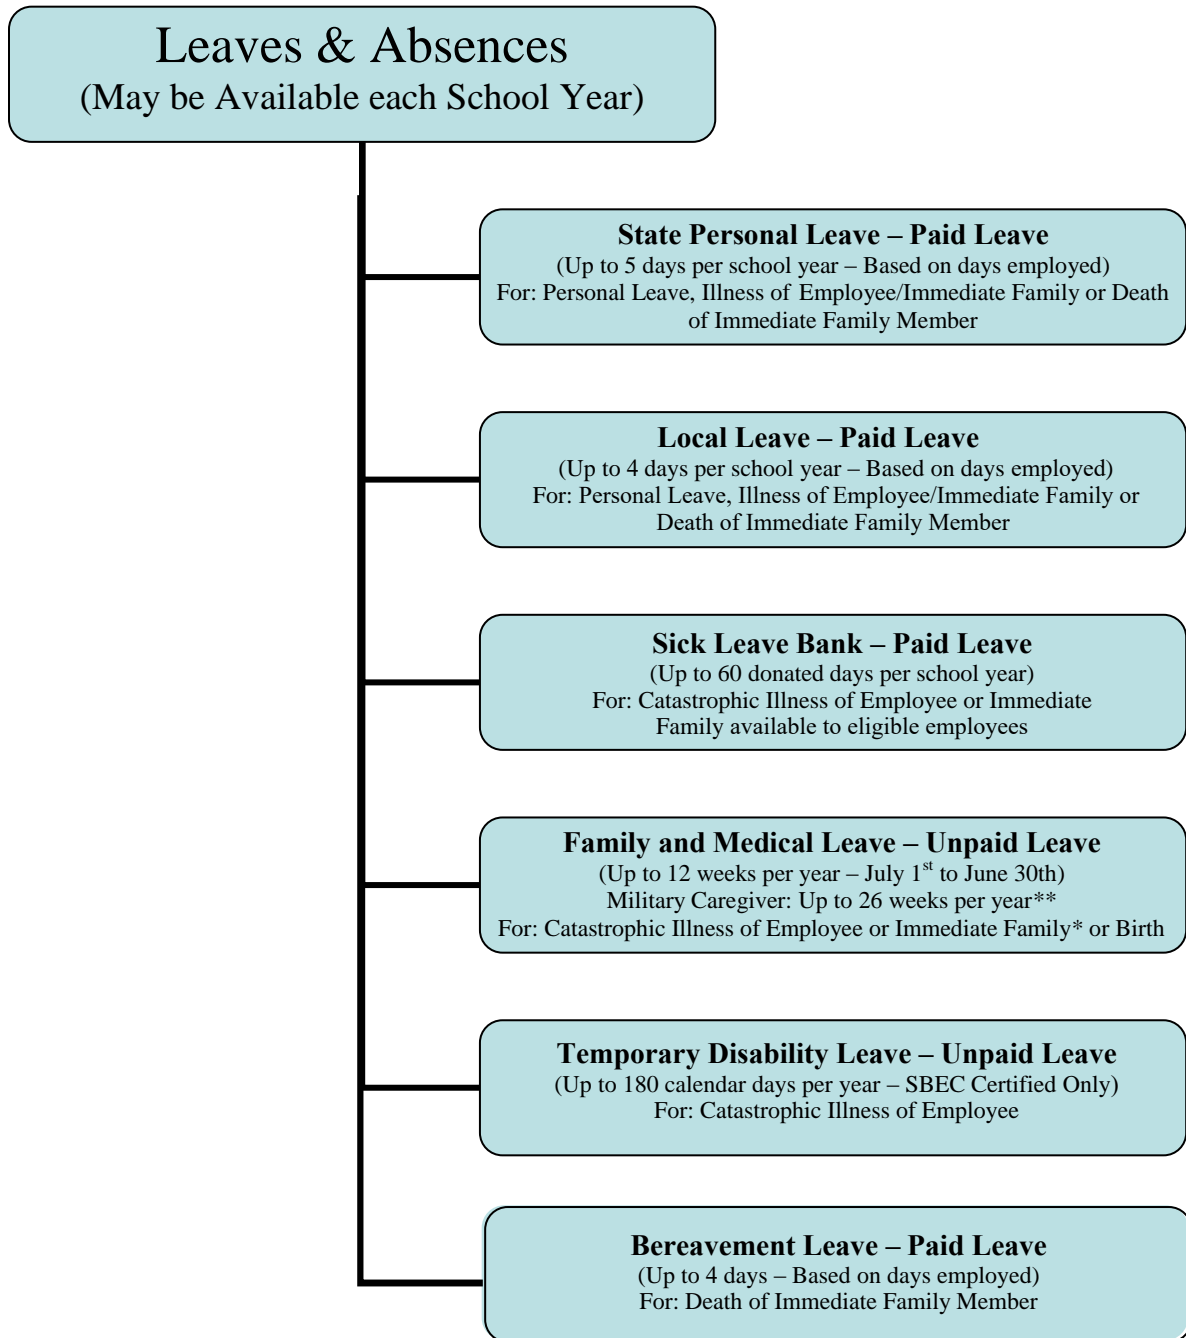 Leaves & Absences
(May be Available each School Year)
State Personal Leave – Paid Leave
(Up to 5 days per school year – Based on days employed)
For: Personal Leave, Illness of Employee/Immediate Family or Death
of Immediate Family Member
Local Leave – Paid Leave
(Up to 4 days per school year – Based on days employed)
For: Personal Leave, Illness of Employee/Immediate Family or
Death of Immediate Family Member
Sick Leave Bank – Paid Leave
(Up to 60 donated days per school year)
For: Catastrophic Illness of Employee or Immediate
Family available to eligible employees
Family and Medical Leave – Unpaid Leave
(Up to 12 weeks per year – July 1st to June 30th)
Military Caregiver: Up to 26 weeks per year**
For: Catastrophic Illness of Employee or Immediate Family* or Birth
Temporary Disability Leave – Unpaid Leave
(Up to 180 calendar days per year – SBEC Certified Only)
For: Catastrophic Illness of Employee
Bereavement Leave – Paid Leave
(Up to 4 days – Based on days employed)
For: Death of Immediate Family Member